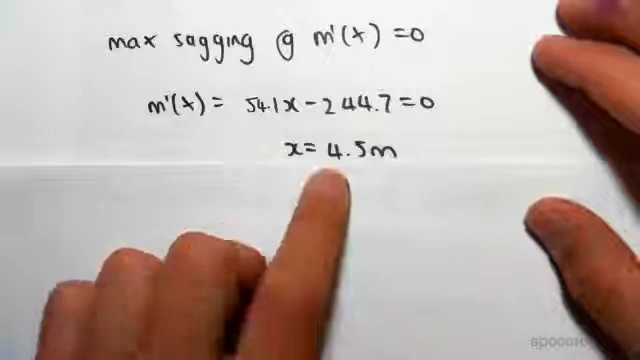 max sagging @ m'(x) = 0
m'(x) = 54.1x - 244.7 = 0
x = 4.5m